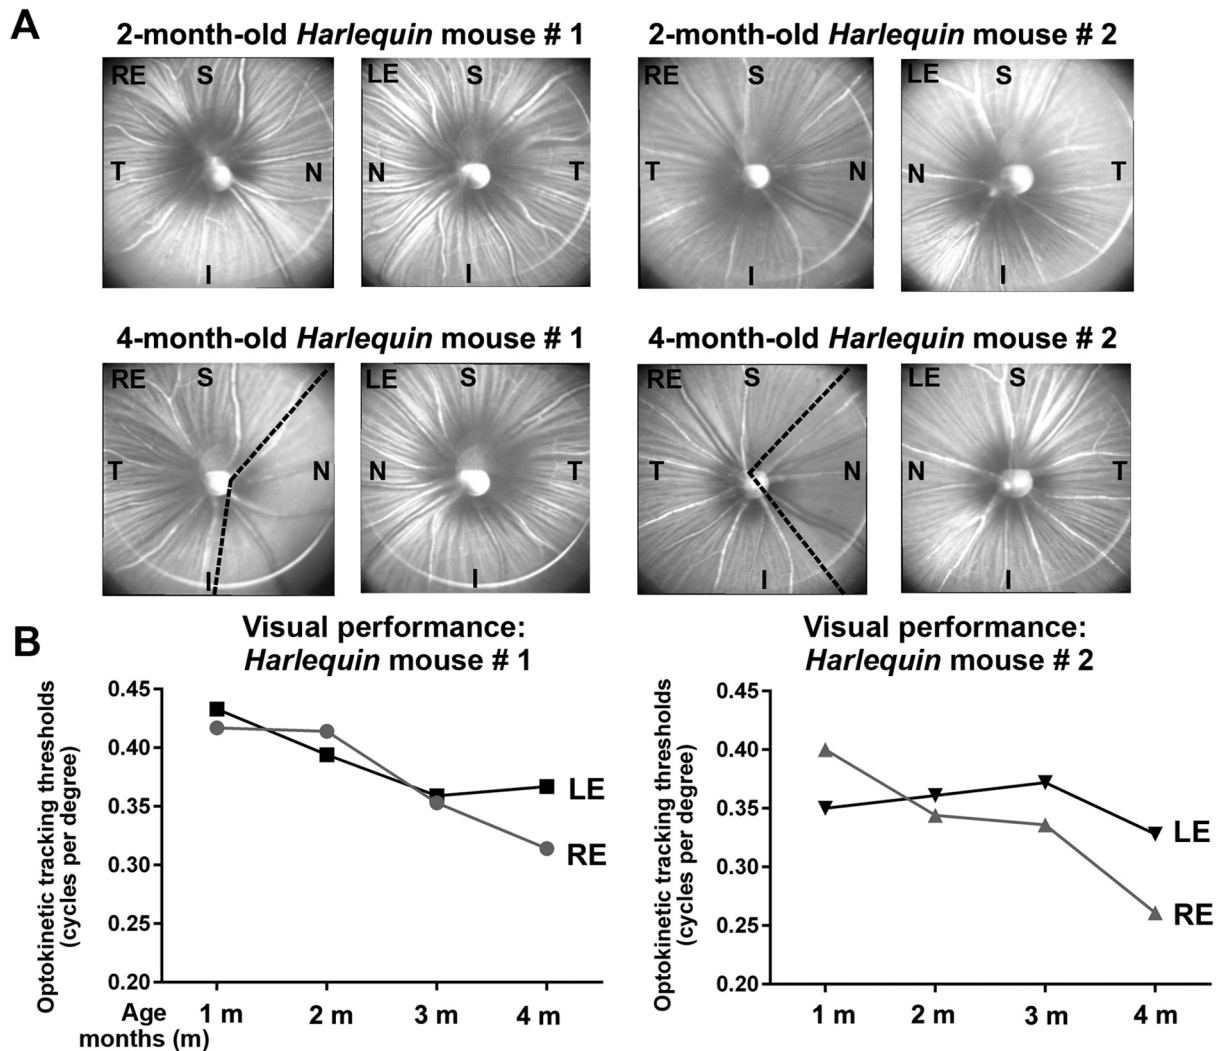 A
2-month-old Harlequin mouse # 1
2-month-old Harlequin mouse # 2
RE S
T N
I
LE S
N T
I
RE S
T N
I
LE S
N T
I
4-month-old Harlequin mouse # 1
4-month-old Harlequin mouse # 2
RE S
T N
I
LE S
N T
I
RE S
T N
I
LE S
N T
I
B
Visual performance:
Harlequin mouse # 1
Optokinetic tracking thresholds
(cycles per degree)
0.45
0.40
0.35
0.30
0.25
0.20
LE
RE
Age
months (m)
1 m 2 m 3 m 4 m
Visual performance:
Harlequin mouse # 2
Optokinetic tracking thresholds
(cycles per degree)
0.45
0.40
0.35
0.30
0.25
0.20
LE
RE
1 m 2 m 3 m 4 m